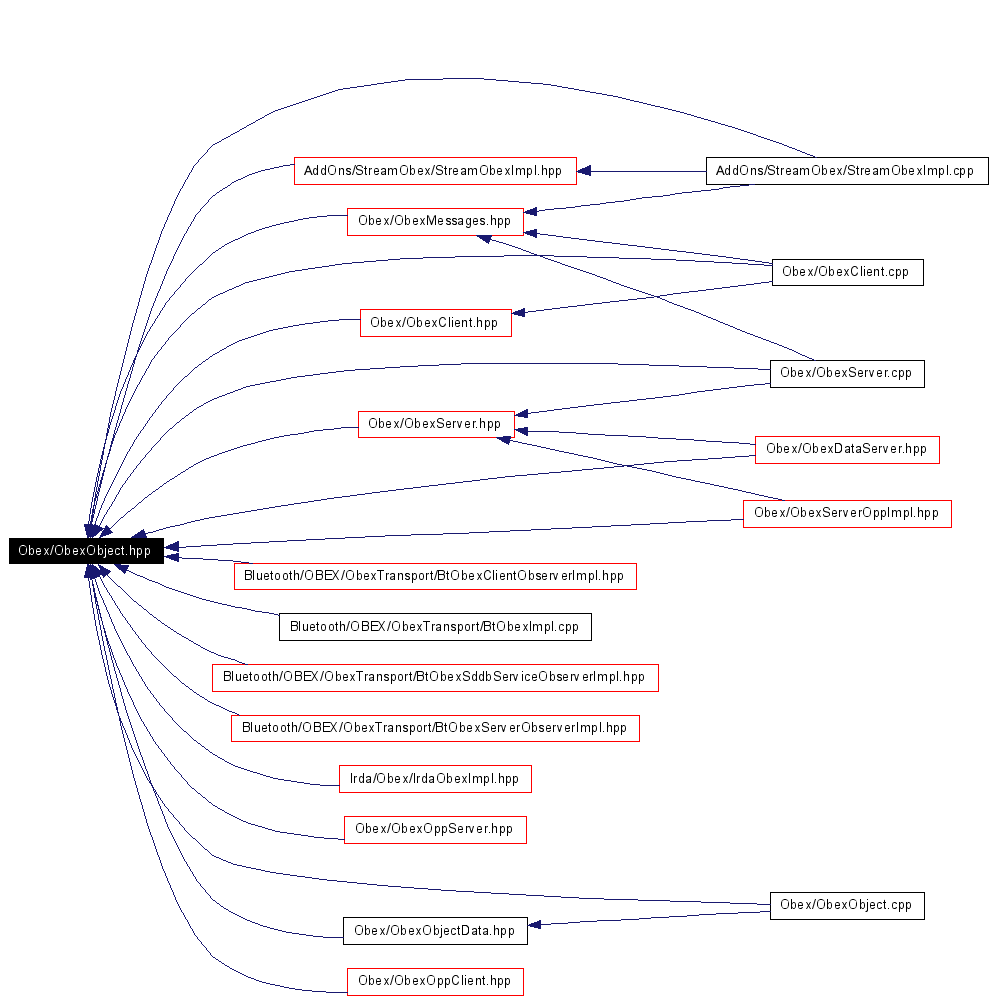 AddOns/StreamObex/StreamObexImpl.hpp
AddOns/StreamObex/StreamObexImpl.cpp
Obex/ObexMessages.hpp
Obex/ObexClient.cpp
Obex/ObexClient.hpp
Obex/ObexServer.cpp
Obex/ObexServer.hpp
Obex/ObexDataServer.hpp
Obex/ObexServerOppImpl.hpp
Obex/ObexObject.hpp
Bluetooth/OBEX/ObexTransport/BtObexClientObserverImpl.hpp
Bluetooth/OBEX/ObexTransport/BtObexImpl.cpp
Bluetooth/OBEX/ObexTransport/BtObexSddbServiceObserverImpl.hpp
Bluetooth/OBEX/ObexTransport/BtObexServerObserverImpl.hpp
Irda/Obex/IrdaObexImpl.hpp
Obex/ObexOppServer.hpp
Obex/ObexObject.cpp
Obex/ObexObjectData.hpp
Obex/ObexOppClient.hpp